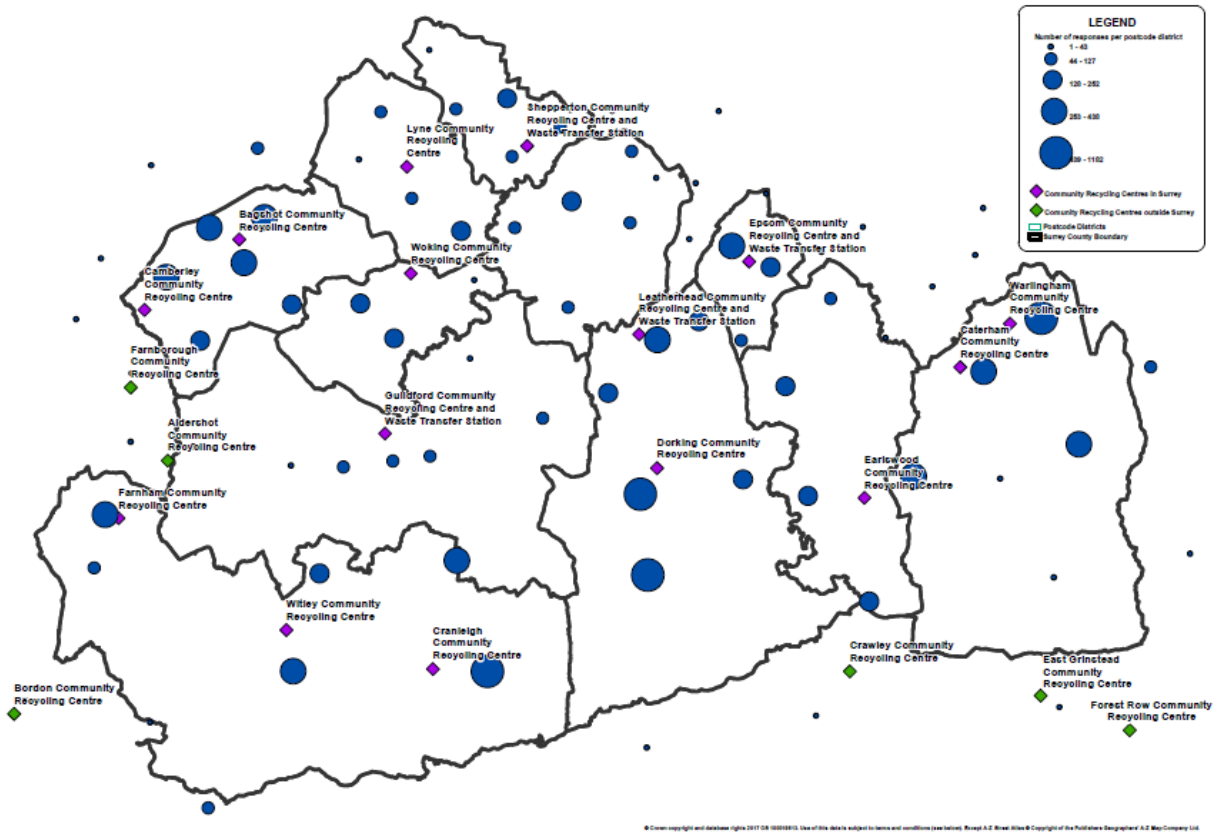 LEGEND
Number of responses per postcode district
1 - 43
44 - 127
128 - 252
253 - 438
439 - 1102
Community Recycling Centres in Surrey
Comunity Recycling Centres outside Surrey
Postcode Districts
Surrey County Boundary
Shepperton Community
Recycling Centre and
Waste Transfer Station
Lyne Community
Recycling
Centre
Bagshot Community
Recycling Centre
Woking Community
Recycling Centre
Epsom Community
Recycling Centre and
Waste Transfer Station
Camberley
Community
Recycling Centre
Leatherhead Community
Recycling Centre and
Waste Transfer Station
Warlingham
Community
Recycling Centre
Caterham
Community
Recycling Centre
Farnborough
Community
Recycling Centre
Guildford Community
Recycling Centre and
Waste Transfer Station
Aldershot
Community
Recycling Centre
Dorking Community
Recycling Centre
Earlswood
Community
Recycling Centre
Farnham Community
Recycling Centre
Witley Community
Recycling Centre
Cranleigh
Community
Recycling Centre
Crawley Community
Recycling Centre
East Grinstead
Community
Recycling Centre
Bordon Community
Recycling Centre
Forest Row Community
Recycling Centre